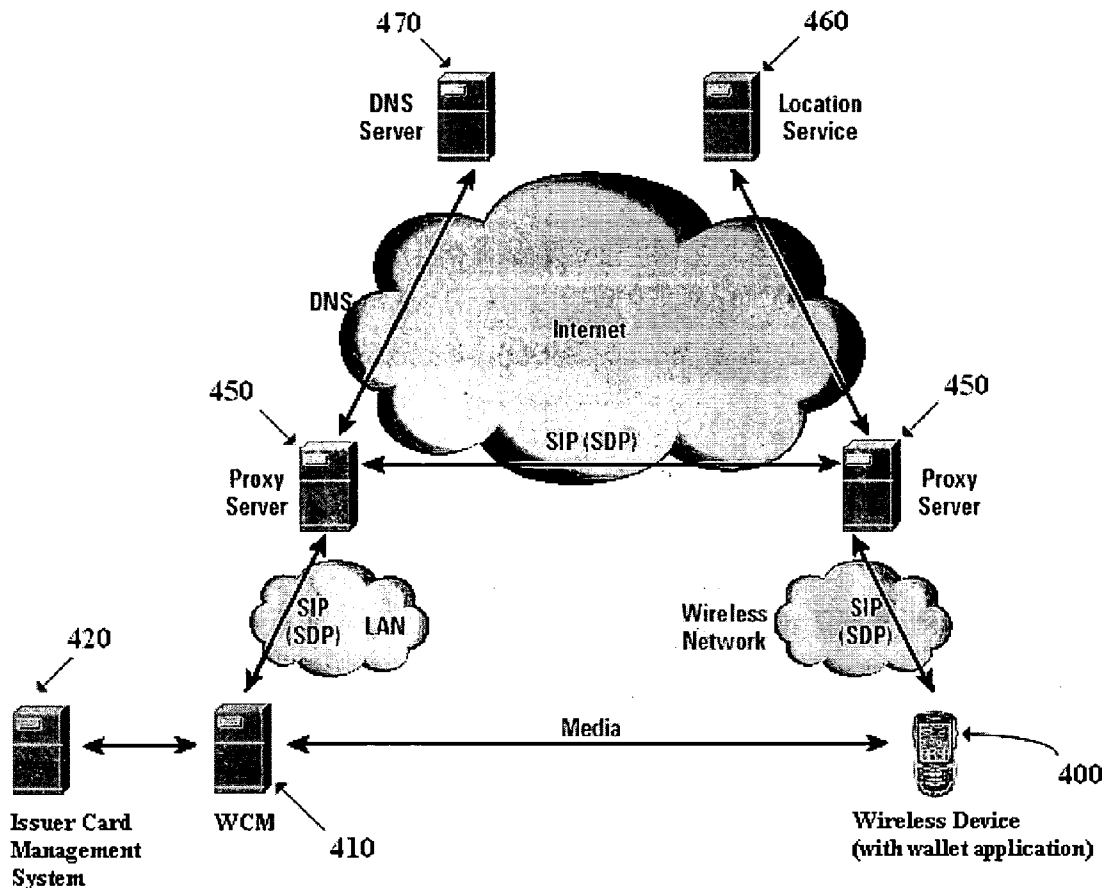 470
460
DNS
Server
Location
Service
DNS
Internet
450
450
SIP (SDP)
Proxy
Server
Proxy
Server
SIP
(SDP)
LAN
Wireless
Network
SIP
(SDP)
420
Media
400
Issuer Card
Management
System
WCM
410
Wireless Device
(with wallet application)